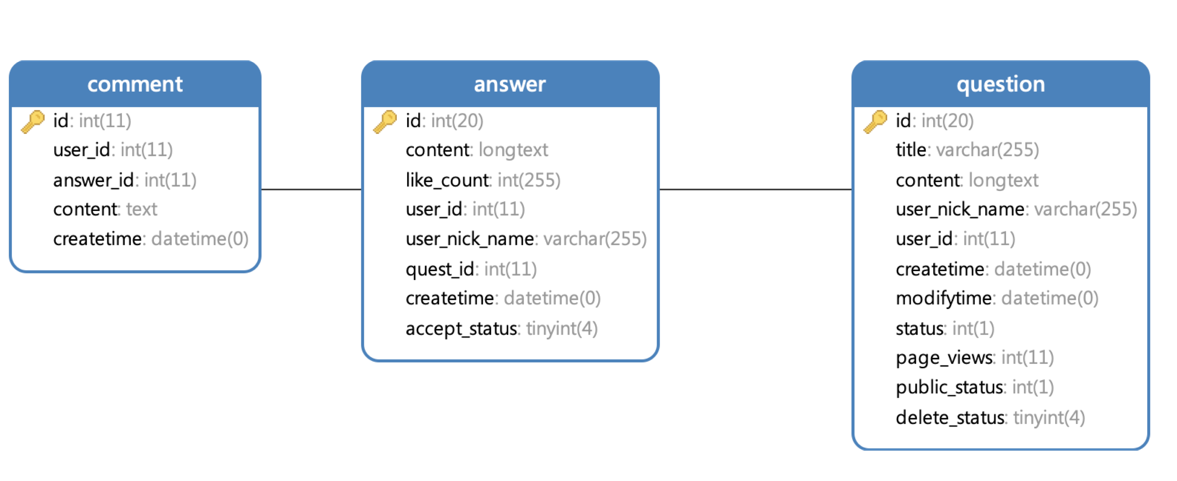 comment
id: int(11)
user_id: int(11)
answer_id: int(11)
content: text
createtime: datetime(0)
answer
id: int(20)
content: longtext
like_count: int(255)
user_id: int(11)
user_nick_name: varchar(255)
quest_id: int(11)
createtime: datetime(0)
accept_status: tinyint(4)
question
id: int(20)
title: varchar(255)
content: longtext
user_nick_name: varchar(255)
user_id: int(11)
createtime: datetime(0)
modifytime: datetime(0)
status: int(1)
page_views: int(11)
public_status: int(1)
delete_status: tinyint(4)